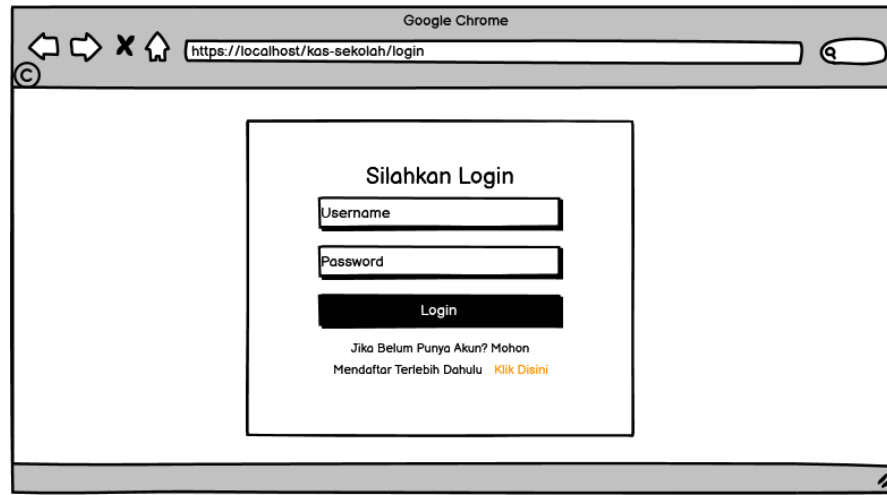 Google Chrome
https://localhost/kas-sekolah/login
©
Silahkan Login
Username
Password
Login
Jika Belum Punya Akun? Mohon
Mendaftar Terlebih Dahulu Klik Disini